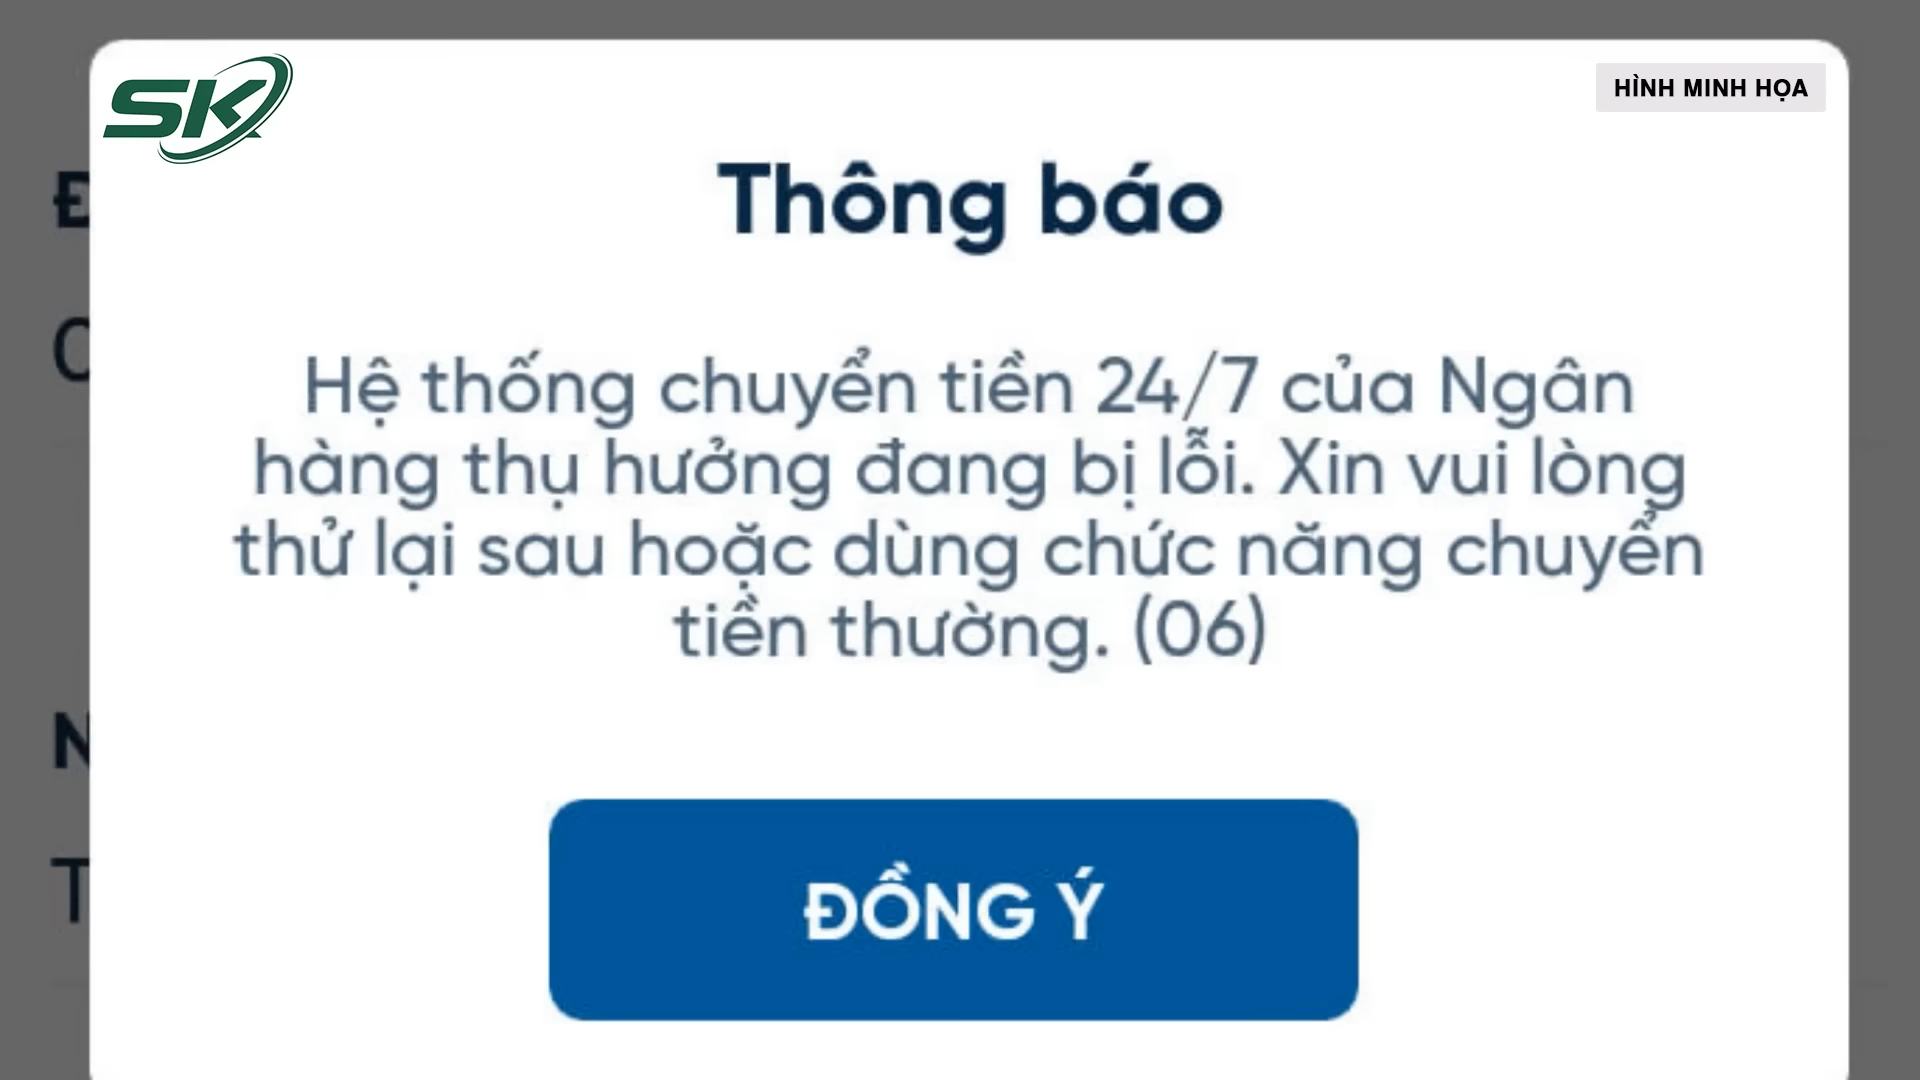 SK
HÌNH MINH HỌA
Thông báo
Hệ thống chuyển tiền 24/7 của Ngân
hàng thụ hưởng đang bị lỗi. Xin vui lòng
thử lại sau hoặc dùng chức năng chuyển
tiền thường. (06)
ĐỒNG Ý